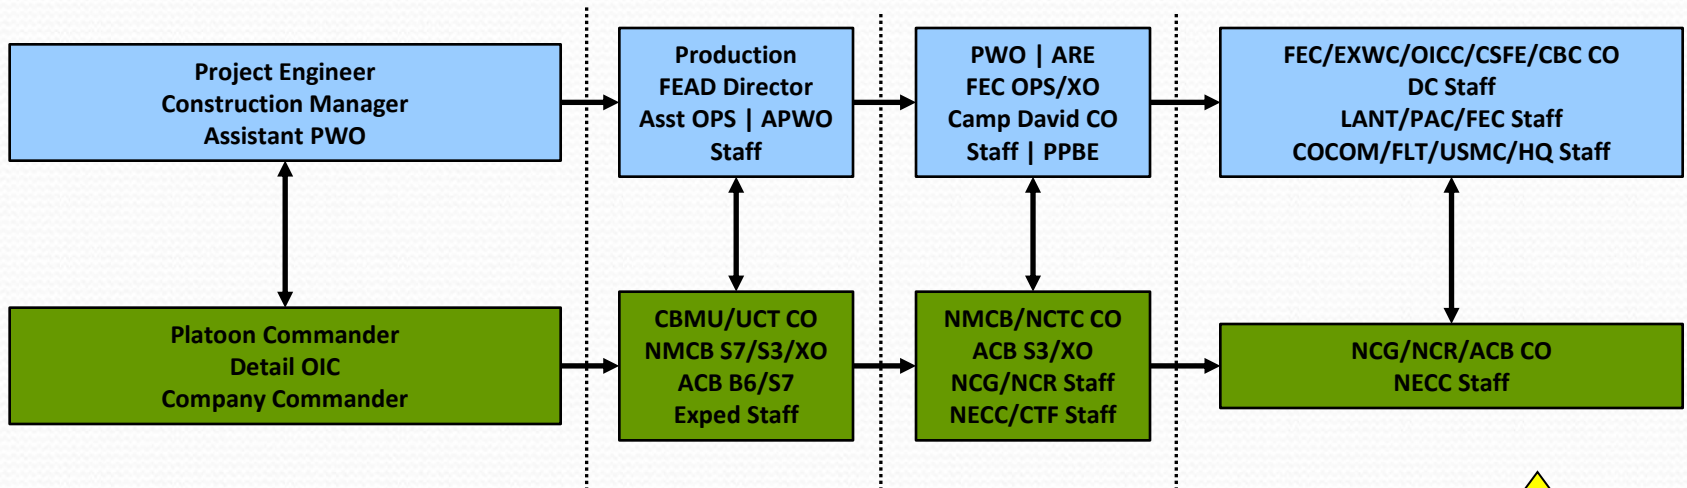 Project Engineer
Construction Manager
Assistant PWO
Production
FEAD Director
Asst OPS | APWO
Staff
PWO | ARE
FEC OPS/XO
Camp David CO
Staff | PPBE
FEC/EXWC/OICC/CSFE/CBC CO
DC Staff
LANT/PAC/FEC Staff
COCOM/FLT/USMC/HQ Staff
Platoon Commander
Detail OIC
Company Commander
CBMU/UCT CO
NMCB S7/S3/XO
ACB B6/S7
Exped Staff
NMCB/NCTC CO
ACB S3/XO
NCG/NCR Staff
NECC/CTF Staff
NCG/NCR/ACB CO
NECC Staff